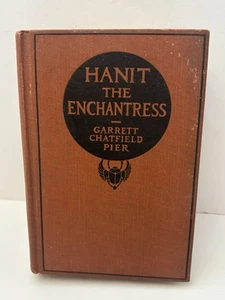 HANIT
THE
ENCHANTRESS
GARRETT
CHATFIELD
PIER